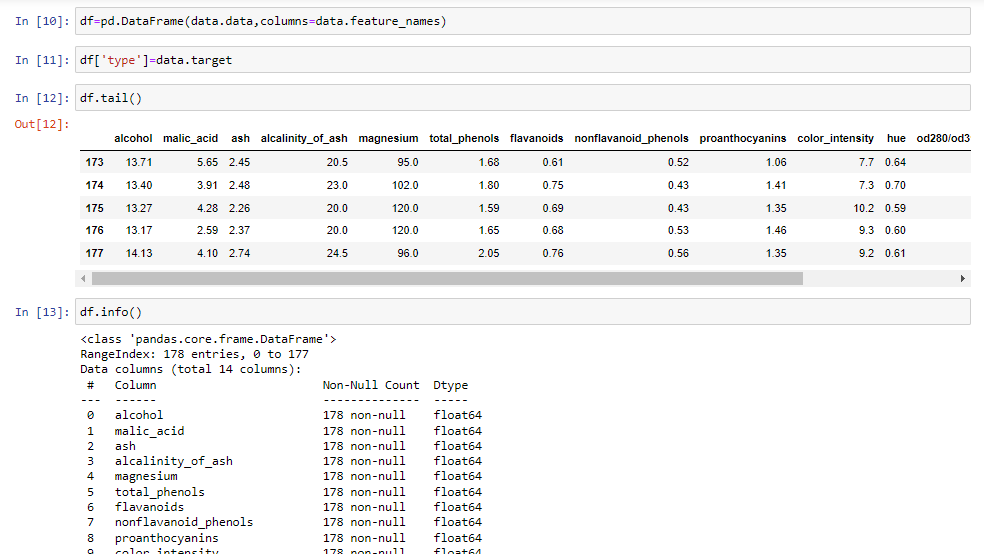 In [10]: df=pd.DataFrame(data.data,columns=data.feature_names)
In [11]: df['type']=data.target
In [12]: df.tail()
Out[12]:
alcohol malic_acid ash alcalinity_of_ash magnesium total_phenols flavanoids nonflavanoid_phenols proanthocyanins color_intensity hue od280/od3
173 13.71 5.65 2.45 20.5 95.0 1.68 0.61 0.52 1.06 7.7 0.64
174 13.40 3.91 2.48 23.0 102.0 1.80 0.75 0.43 1.41 7.3 0.70
175 13.27 4.28 2.26 20.0 120.0 1.59 0.69 0.43 1.35 10.2 0.59
176 13.17 2.59 2.37 20.0 120.0 1.65 0.68 0.53 1.46 9.3 0.60
177 14.13 4.10 2.74 24.5 96.0 2.05 0.76 0.56 1.35 9.2 0.61
In [13]: df.info()
<class 'pandas.core.frame.DataFrame'>
RangeIndex: 178 entries, 0 to 177
Data columns (total 14 columns):
# Column Non-Null Count Dtype
--- ------ -------------- -----
0 alcohol 178 non-null float64
1 malic_acid 178 non-null float64
2 ash 178 non-null float64
3 alcalinity_of_ash 178 non-null float64
4 magnesium 178 non-null float64
5 total_phenols 178 non-null float64
6 flavanoids 178 non-null float64
7 nonflavanoid_phenols 178 non-null float64
8 proanthocyanins 178 non-null float64
9 color_intensity 178 non-null float64